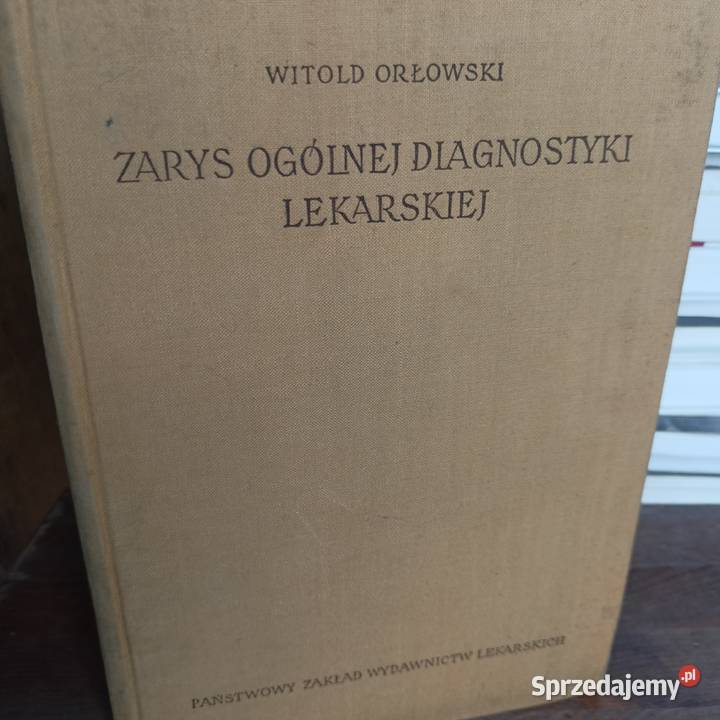 WITOLD ORŁOWSKI
ZARYS OGÓLNEJ DIAGNOSTYKI
LEKARSKIEJ
PAŃSTWOWY ZAKŁAD WYDAWNICTW LEKARSKICH
Sprzedajemy.pl